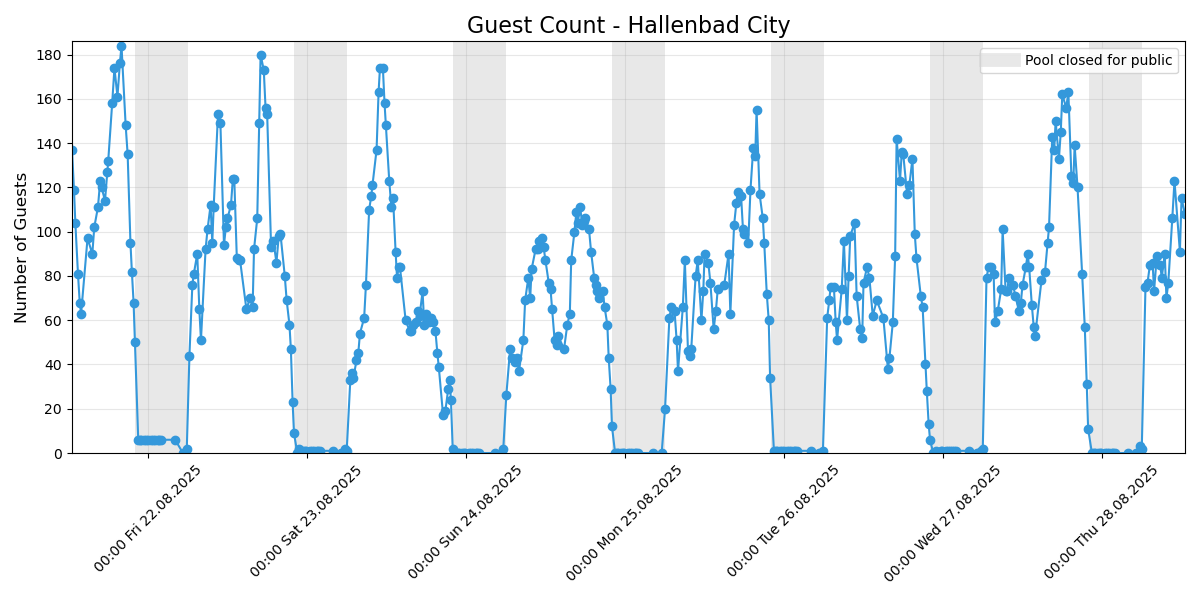 Guest Count - Hallenbad City
Pool closed for public
Number of Guests
180
160
140
120
100
80
60
40
20
0
00:00 Fri 22.08.2025
00:00 Sat 23.08.2025
00:00 Sun 24.08.2025
00:00 Mon 25.08.2025
00:00 Tue 26.08.2025
00:00 Wed 27.08.2025
00:00 Thu 28.08.2025